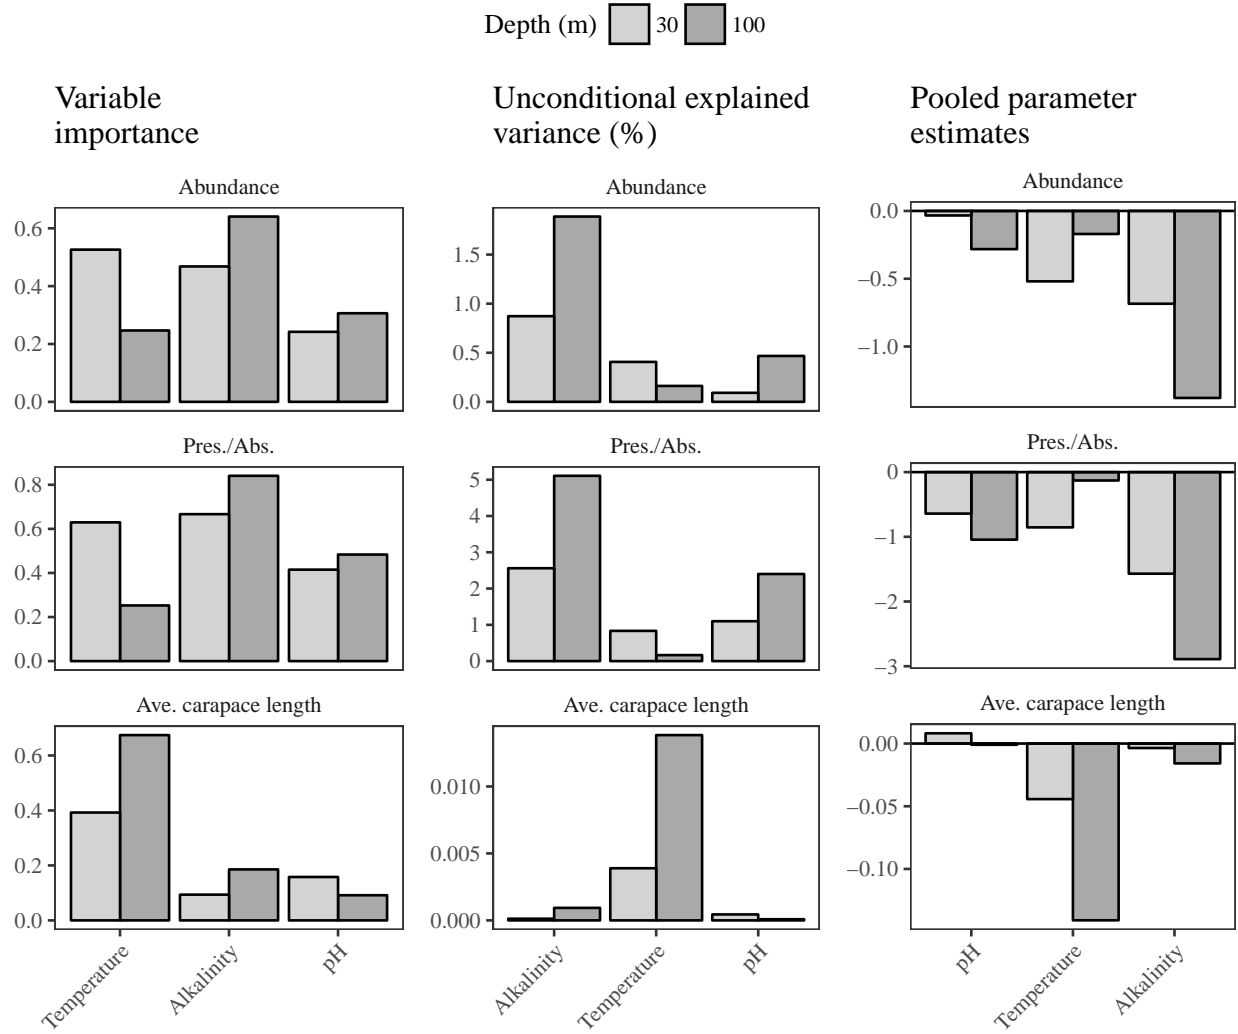 Depth (m) 30 100
Variable
importance
Unconditional explained
variance (%)
Pooled parameter
estimates
Abundance
0.6
0.4
0.2
0.0
Abundance
1.5
1.0
0.5
0.0
Abundance
0.0
−0.5
−1.0
Pres./Abs.
0.8
0.6
0.4
0.2
0.0
Pres./Abs.
5
4
3
2
1
0
Pres./Abs.
0
−1
−2
−3
Ave. carapace length
0.6
0.4
0.2
0.0
Ave. carapace length
0.010
0.005
0.000
Ave. carapace length
0.00
−0.05
−0.10
Temperature
Alkalinity
pH
Alkalinity
Temperature
pH
pH
Temperature
Alkalinity